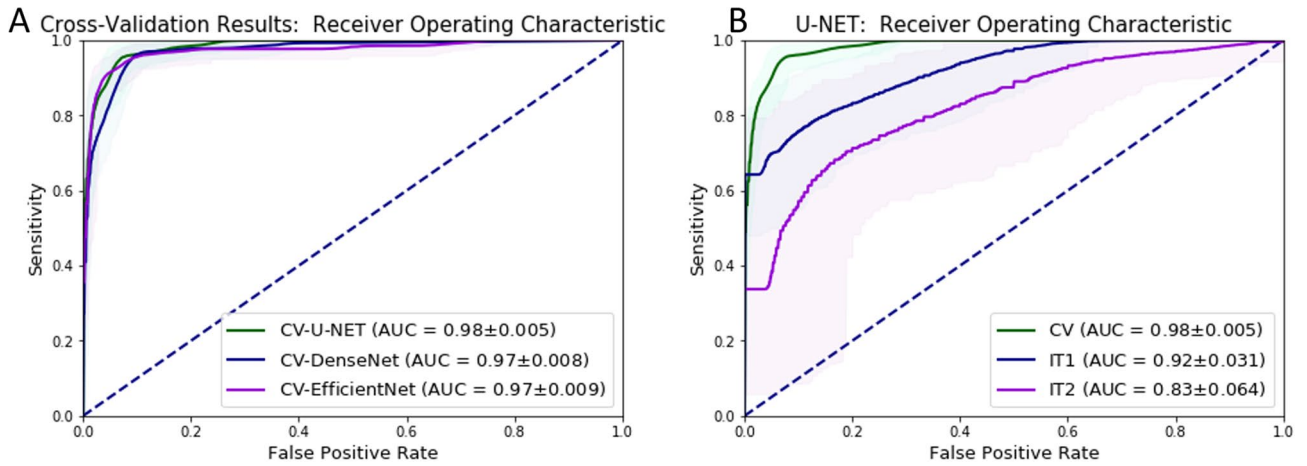 A Cross-Validation Results: Receiver Operating Characteristic
1.0
0.8
0.6
0.4
0.2
0.0
Sensitivity
CV-U-NET (AUC = 0.98±0.005)
CV-DenseNet (AUC = 0.97±0.008)
CV-EfficientNet (AUC = 0.97±0.009)
0.0 0.2 0.4 0.6 0.8 1.0
False Positive Rate
B U-NET: Receiver Operating Characteristic
1.0
0.8
0.6
0.4
0.2
0.0
Sensitivity
CV (AUC = 0.98±0.005)
IT1 (AUC = 0.92±0.031)
IT2 (AUC = 0.83±0.064)
0.0 0.2 0.4 0.6 0.8 1.0
False Positive Rate